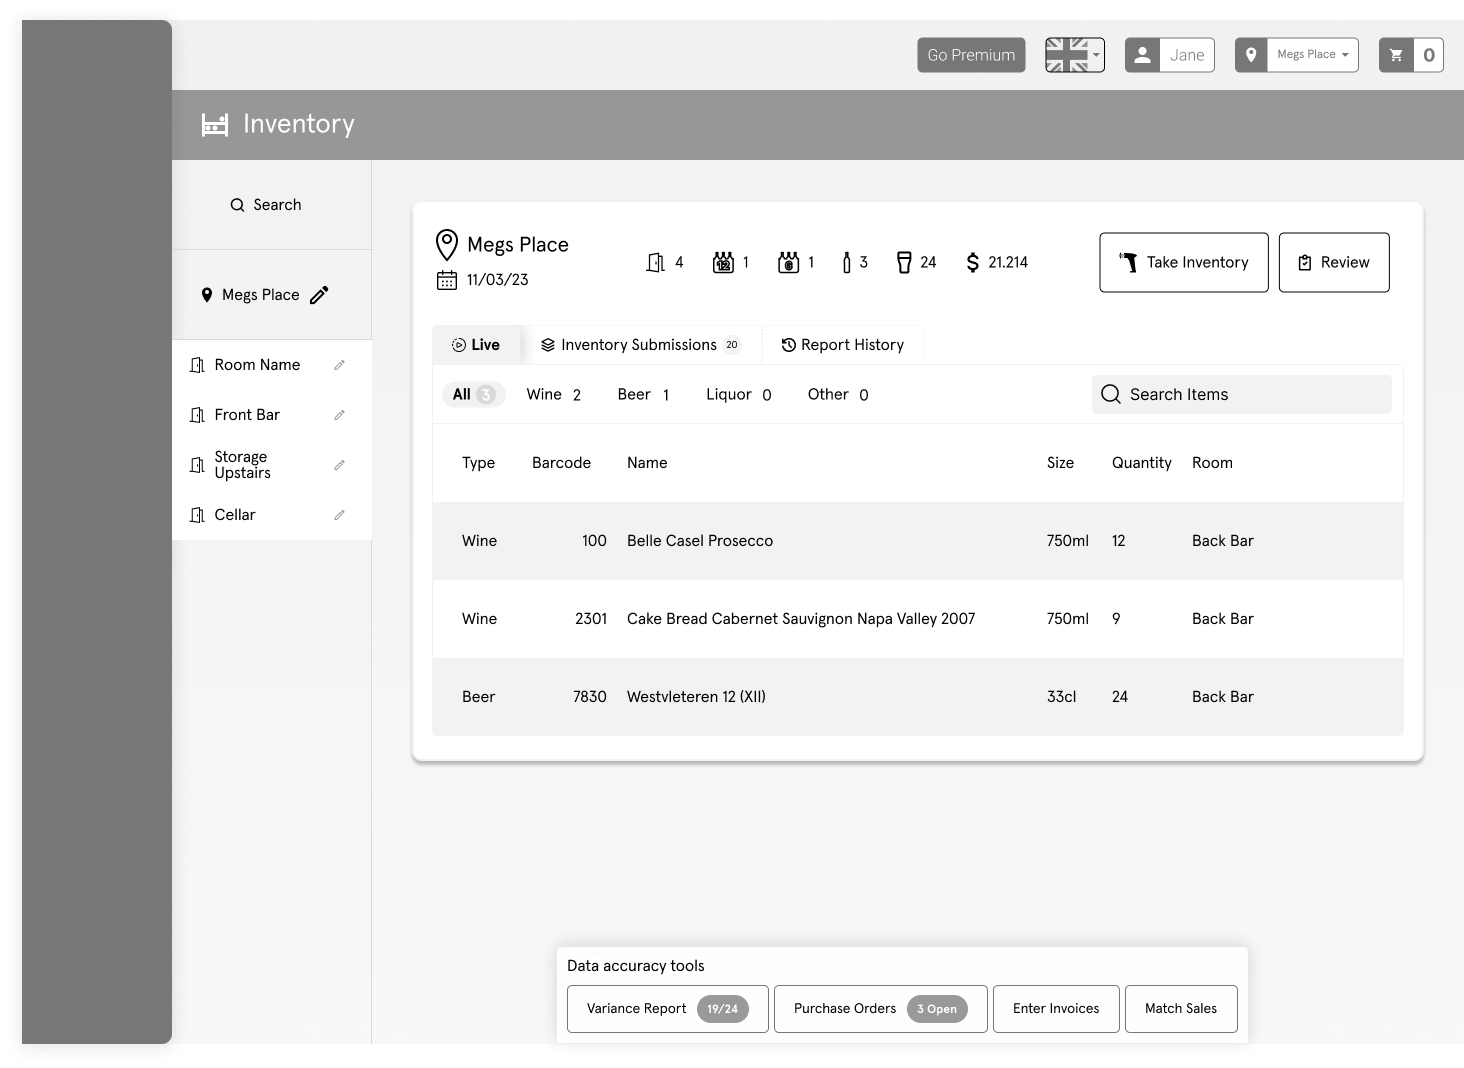 Go Premium
Jane
Megs Place
0
Inventory
Search
Megs Place
Room Name
Front Bar
Storage
Upstairs
Cellar
Megs Place
11/03/23
4
12 1
6 1
3
24
$ 21.214
Take Inventory
Review
Live
Inventory Submissions 20
Report History
All 3
Wine 2
Beer 1
Liquor 0
Other 0
Search Items
Type Barcode Name Size Quantity Room
Wine 100 Belle Casel Prosecco 750ml 12 Back Bar
Wine 2301 Cake Bread Cabernet Sauvignon Napa Valley 2007 750ml 9 Back Bar
Beer 7830 Westvleteren 12 (XII) 33cl 24 Back Bar
Data accuracy tools
Variance Report 19/24
Purchase Orders 3 Open
Enter Invoices
Match Sales